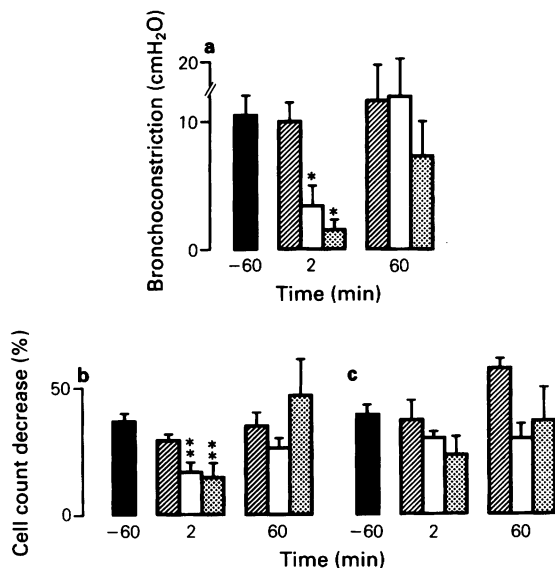 a
Bronchoconstriction (cmH₂O)
20
10
0
*
*
−60
2
60
Time (min)
Cell count decrease (%)
b
c
50
0
**
**
−60
2
60
−60
2
60
Time (min)